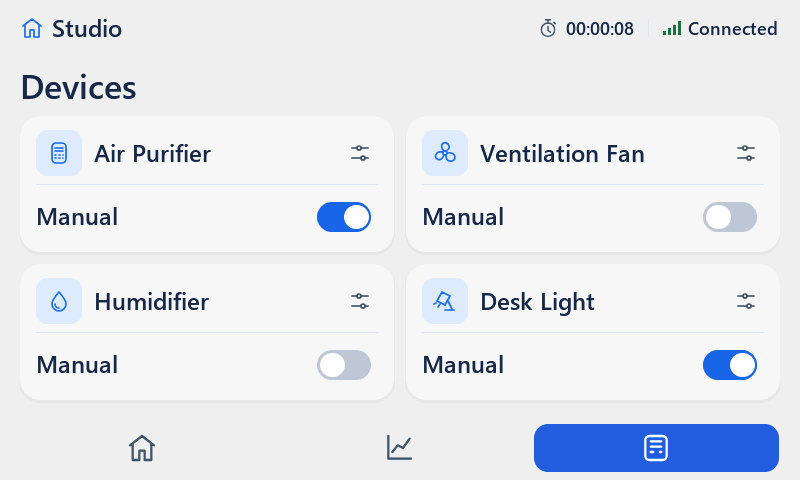 Studio
00:00:08
Connected
Devices
Air Purifier
Ventilation Fan
Manual
Manual
Humidifier
Desk Light
Manual
Manual